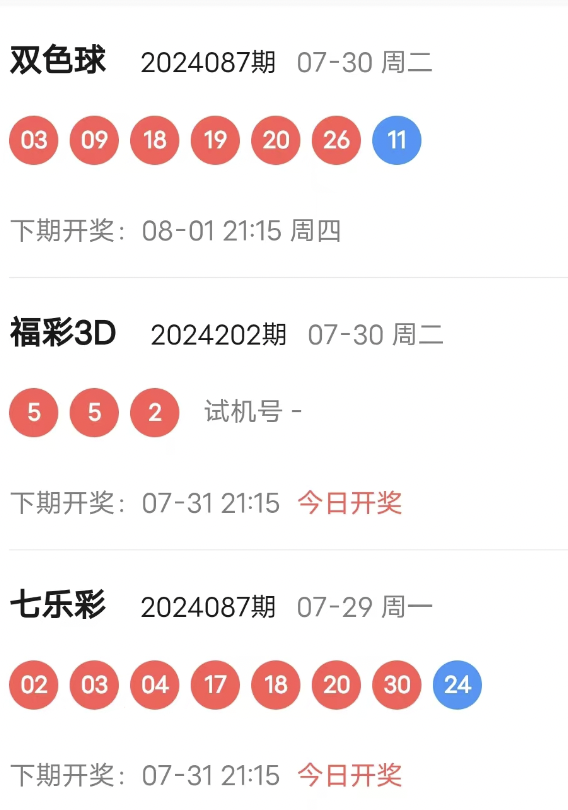 双色球 2024087期 07-30 周二
03 09 18 19 20 26 11
下期开奖：08-01 21:15 周四
福彩3D 2024202期 07-30 周二
5 5 2 试机号 -
下期开奖：07-31 21:15 今日开奖
七乐彩 2024087期 07-29 周一
02 03 04 17 18 20 30 24
下期开奖：07-31 21:15 今日开奖